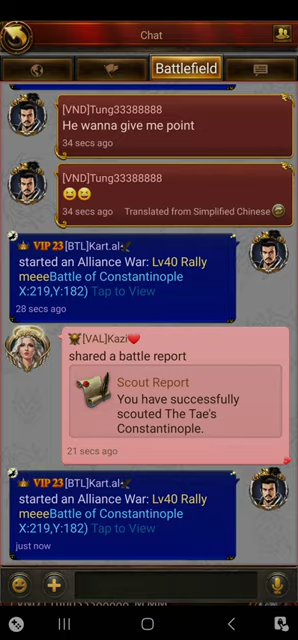 Chat
Battlefield
[VND]Tung33388888
He wanna give me point
34 secs ago
[VND]Tung33388888
😆😆
34 secs ago Translated from Simplified Chinese
VIP 23 [BTL]Kart.al
started an Alliance War: Lv40 Rally
meeeBattle of Constantinople
X:219,Y:182) Tap to View
28 secs ago
[VAL]Kazi❤️
shared a battle report
Scout Report
You have successfully
scouted The Tae's
Constantinople.
21 secs ago
VIP 23 [BTL]Kart.al
started an Alliance War: Lv40 Rally
meeeBattle of Constantinople
X:219,Y:182) Tap to View
just now